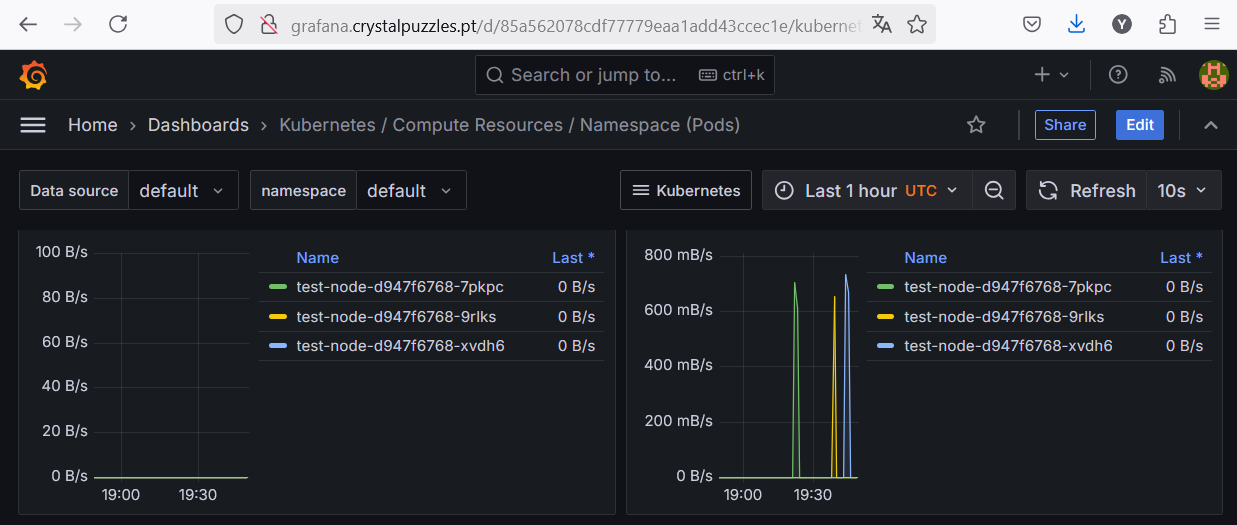 grafana.crystalpuzzles.pt/d/85a562078cdf77779eaa1add43ccec1e/kubernet
Y
Search or jump to... ctrl+k
Home › Dashboards › Kubernetes / Compute Resources / Namespace (Pods)
Share
Edit
Data source default
namespace default
Kubernetes
Last 1 hour UTC
Refresh 10s
100 B/s
80 B/s
60 B/s
40 B/s
20 B/s
0 B/s
19:00 19:30
Name Last *
test-node-d947f6768-7pkpc 0 B/s
test-node-d947f6768-9rlks 0 B/s
test-node-d947f6768-xvdh6 0 B/s
800 mB/s
600 mB/s
400 mB/s
200 mB/s
0 B/s
19:00 19:30
Name Last *
test-node-d947f6768-7pkpc 0 B/s
test-node-d947f6768-9rlks 0 B/s
test-node-d947f6768-xvdh6 0 B/s